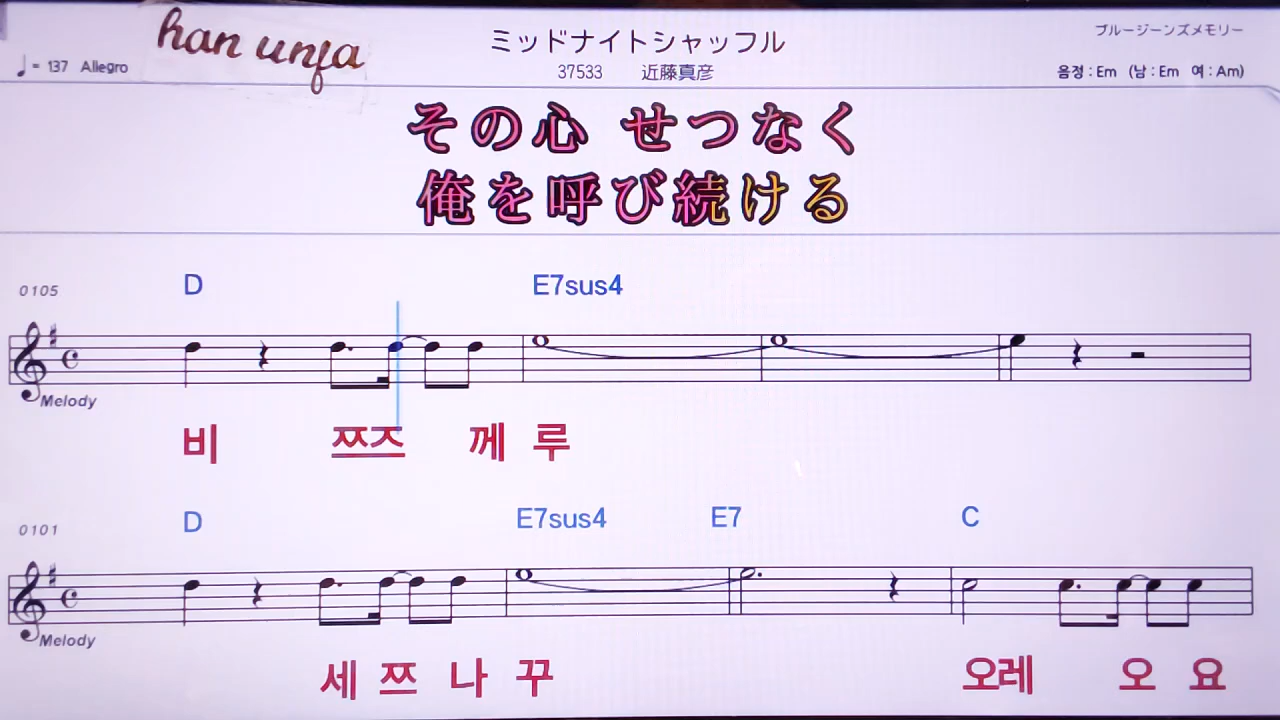 han unfa
ミッドナイトシャッフル
ブルージーンズメモリー
♩= 137 Allegro
37533 近藤真彦
음정 : Em (남 : Em 여 : Am)
その心 せつなく
俺を呼び続ける
0105
D E7sus4
Melody
비 쯔즈 께 루
0101
D E7sus4 E7 C
Melody
세 쯔 나 꾸 오레 오 요